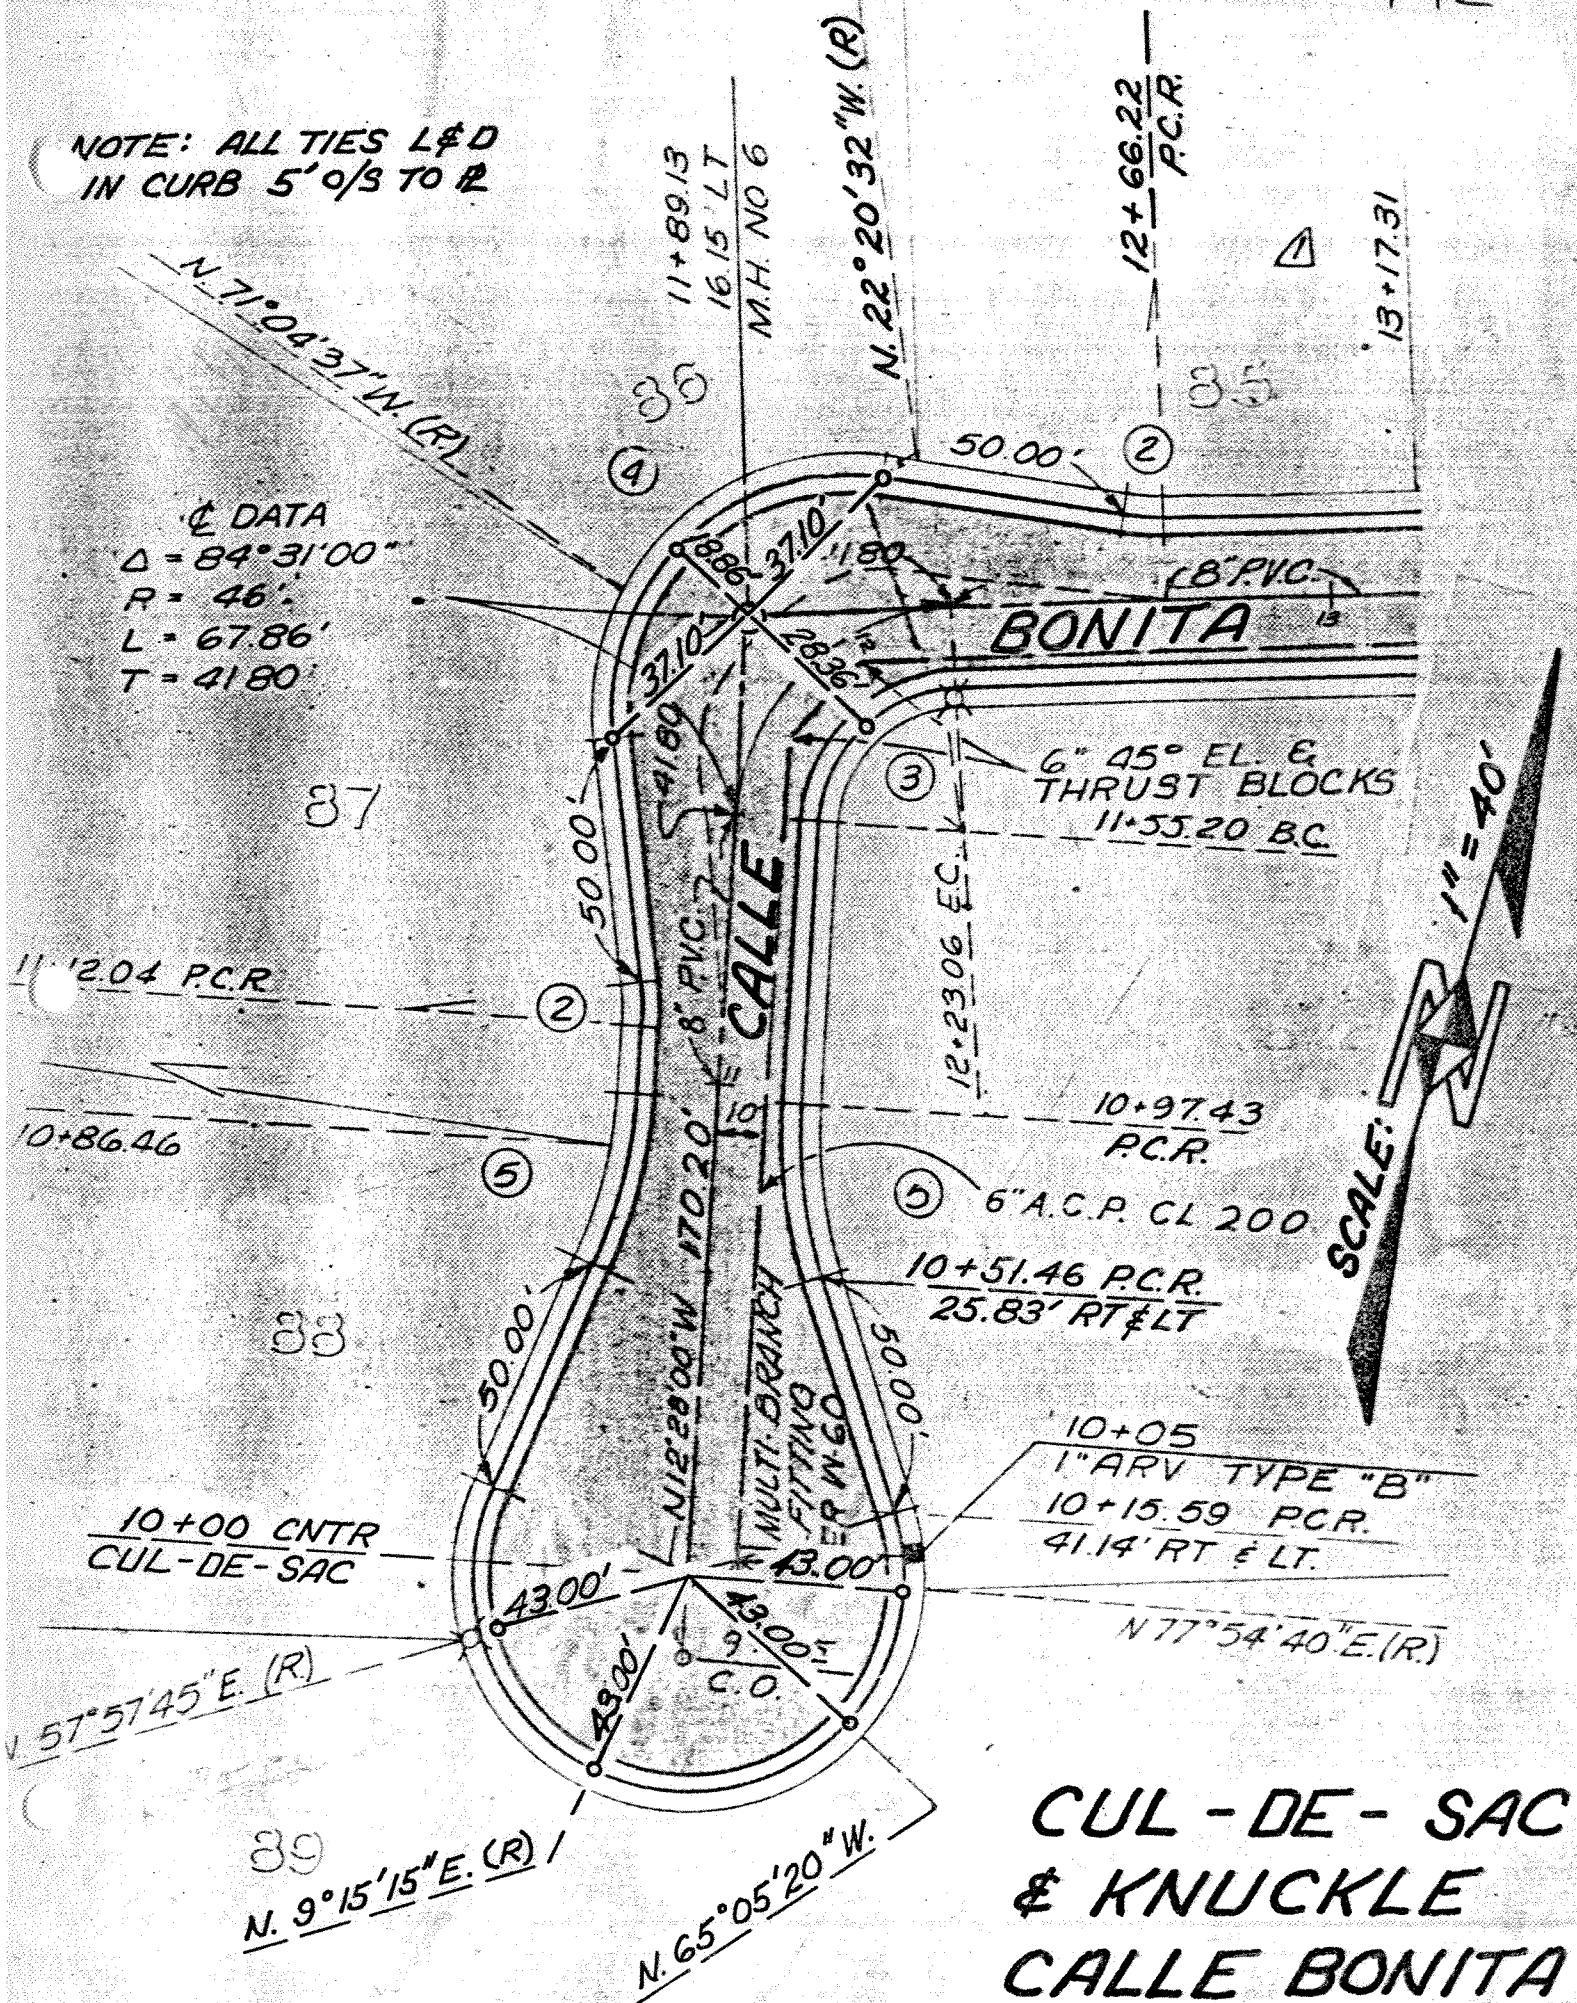 NOTE: ALL TIES L&D
IN CURB 5' O/S TO ⅊
11+89.13
16.15' LT
M.H. NO 6
N. 22° 20' 32" W. (R)
12+66.22
P.C.R.
1
13+17.31
N. 71°04'37" W. (R)
86
85
4
50.00'
2
℄ DATA
Δ = 84°31'00"
R = 46'
L = 67.86'
T = 41.80'
18.86'
37.10'
41.80
8" P.V.C.
BONITA
13
37.10'
28.36'
12
41.80
3
6" 45° EL. &
THRUST BLOCKS
11+55.20 B.C.
87
50.00'
8" P.V.C.
CALLE
12+23.06 E.C.
SCALE: 1" = 40'
N
2.04 P.C.R
2
11
10+86.46
10
10+97.43
P.C.R.
5
5
6" A.C.P. CL 200
N12°28'00"W 170.20'
10+51.46 P.C.R.
25.83' RT & LT
88
50.00'
50.00'
MULTI-BRANCH
FITTING
ER W-60
10+05
1" ARV TYPE "B"
10+15.59 P.C.R.
41.14' RT & LT.
10+00 CNTR
CUL-DE-SAC
43.00'
43.00'
43.00'
43.00'
9'
C.O.
N 77°54'40" E. (R.)
57°57'45" E. (R.)
89
N. 9°15'15" E. (R)
N. 65°05'20" W.
CUL-DE-SAC
& KNUCKLE
CALLE BONITA